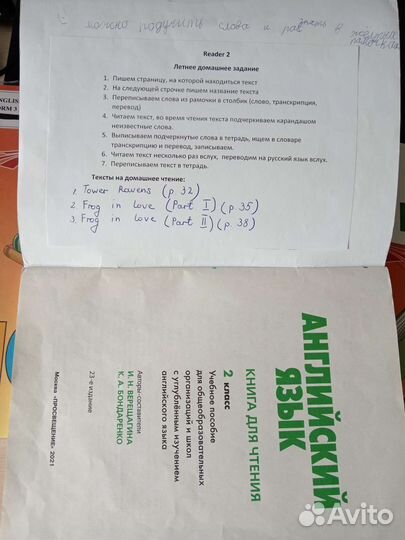 можно подучить слова и
Reader 2
Летнее домашнее задание
1. Пишем страницу, на которой находиться текст
2. На следующей строчке пишем название текста
3. Переписываем слова из рамочки в столбик (слово, транскрипция,
перевод)
4. Читаем текст, во время чтения текста подчеркиваем карандашом
неизвестные слова.
5. Выписываем подчеркнутые слова в тетрадь, ищем в словаре
транскрипцию и перевод, записываем.
6. Читаем текст несколько раз вслух, переводим на русский язык вслух.
7. Переписываем текст в тетрадь.
Тексты на домашнее чтение:
1. Tower Ravens (p 32)
2. Frog in love (Part I) (p 35)
3. Frog in love (Part II) (p 38)
АНГЛИЙСКИЙ
ЯЗЫК
КНИГА ДЛЯ ЧТЕНИЯ
2 класс
Учебное пособие
для общеобразовательных
организаций и школ
с углублённым изучением
английского языка
Авторы-составители
И. Н. ВЕРЕЩАГИНА
К. А. БОНДАРЕНКО
23-е издание
Москва «ПРОСВЕЩЕНИЕ» 2021
Avito